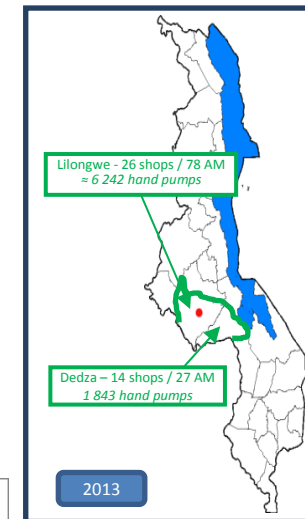 Lilongwe - 26 shops / 78 AM
≈ 6 242 hand pumps
Dedza – 14 shops / 27 AM
1 843 hand pumps
2013